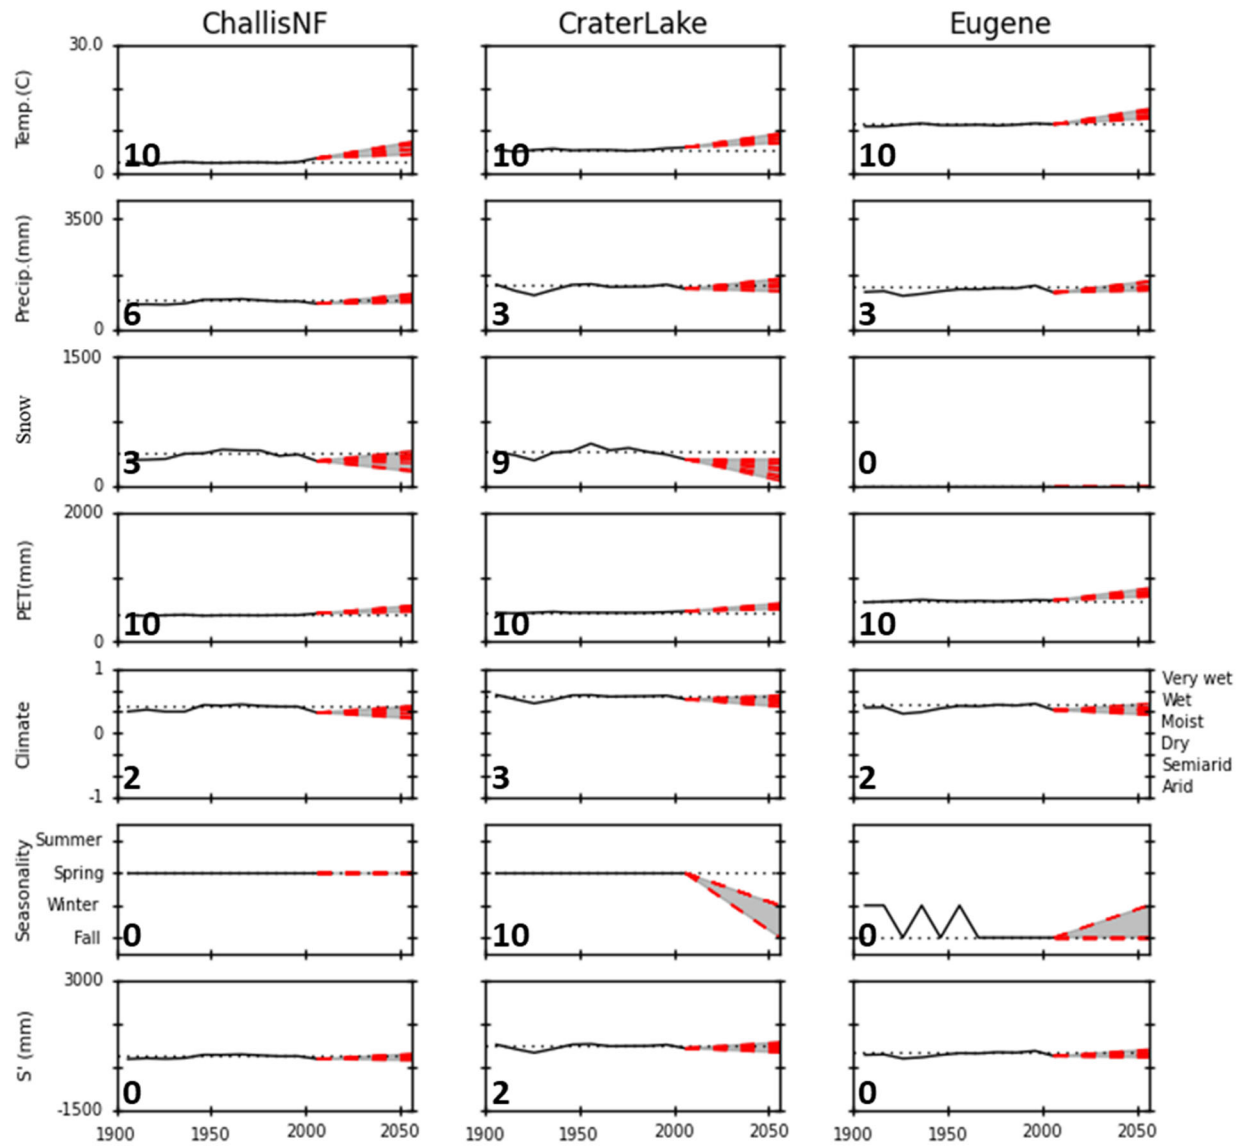 ChallisNF CraterLake Eugene
30.0
Temp.(C)
10 10 10
0
3500
Precip.(mm)
6 3 3
0
1500
Snow
3 9 0
0
2000
PET(mm)
10 10 10
0
1
Very wet
Wet
Climate
Moist
0
Dry
Semiarid
2 3 2
Arid
-1
Summer
Seasonality
Spring
Winter
Fall
0 10 0
3000
S' (mm)
0 2 0
-1500
1900 1950 2000 2050 1900 1950 2000 2050 1900 1950 2000 2050